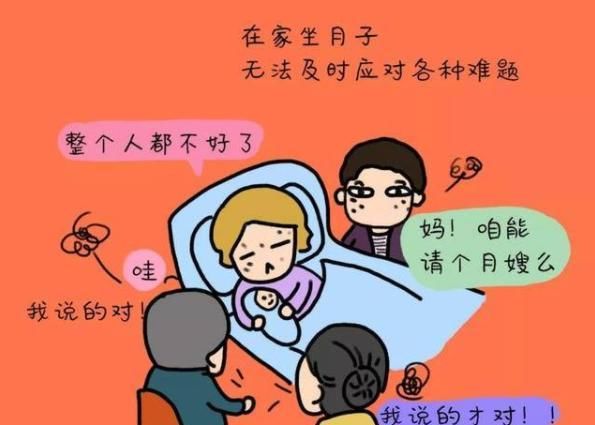 在家坐月子
无法及时应对各种难题
整个人都不好了
妈！咱能
请个月嫂么
哇
我说的对！
我说的才对！！